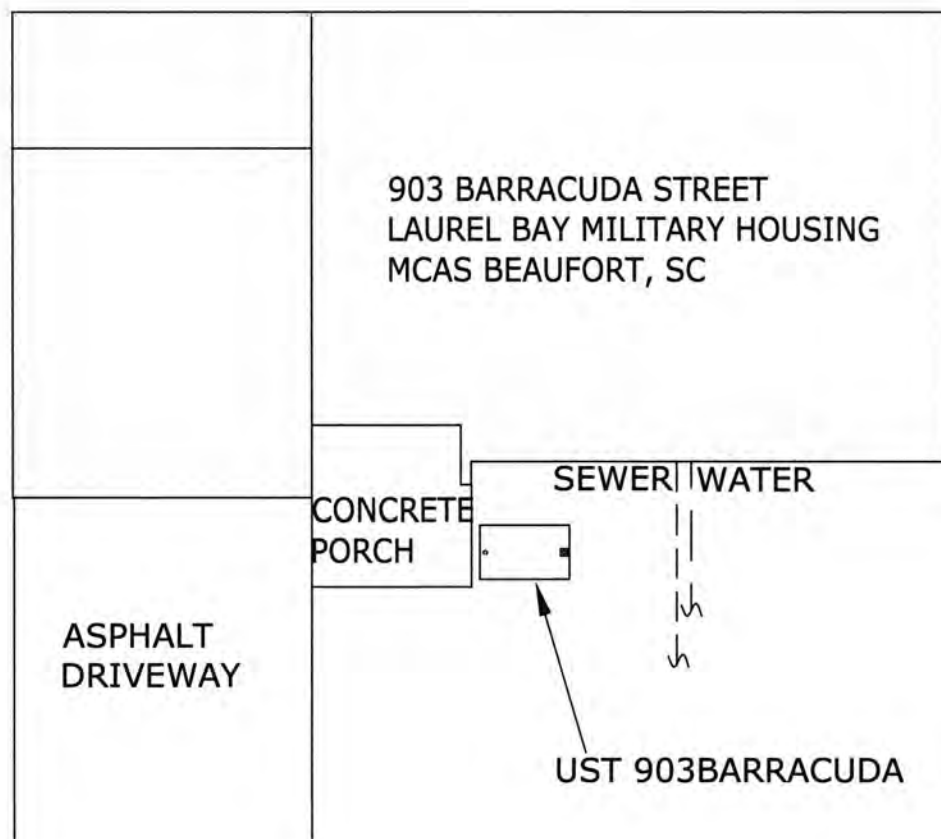 903 BARRACUDA STREET
LAUREL BAY MILITARY HOUSING
MCAS BEAUFORT, SC
SEWER WATER
CONCRETE
PORCH
ASPHALT
DRIVEWAY
UST 903BARRACUDA